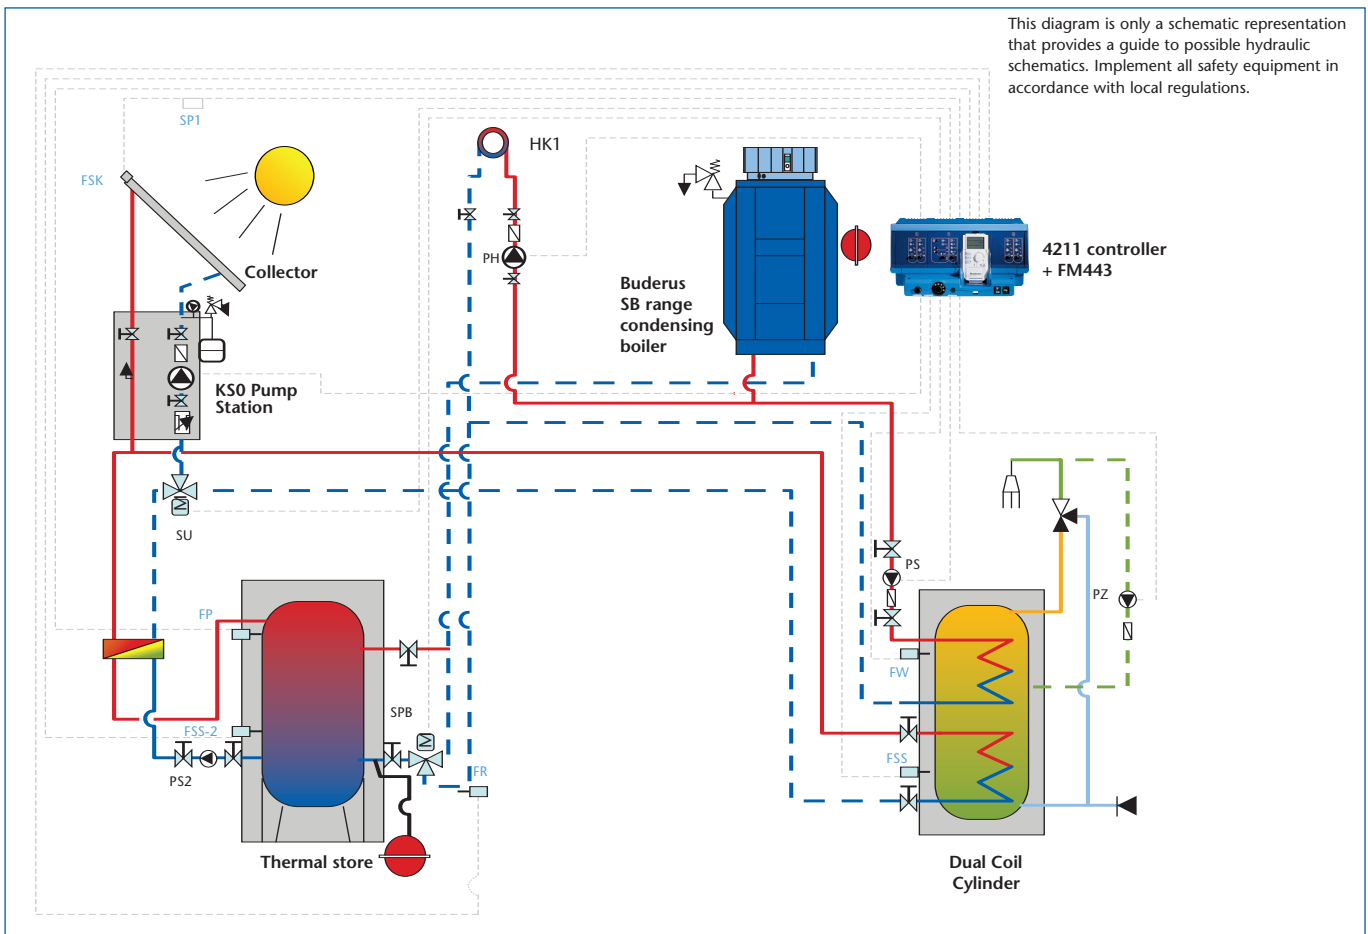 This diagram is only a schematic representation
that provides a guide to possible hydraulic
schematics. Implement all safety equipment in
accordance with local regulations.
SP1
HK1
FSK
Collector
PH
4211 controller
+ FM443
Buderus
SB range
condensing
boiler
KS0 Pump
Station
M
SU
PS
PZ
FP
FW
SPB
M
FSS-2
FSS
PS2
FR
Thermal store
Dual Coil
Cylinder